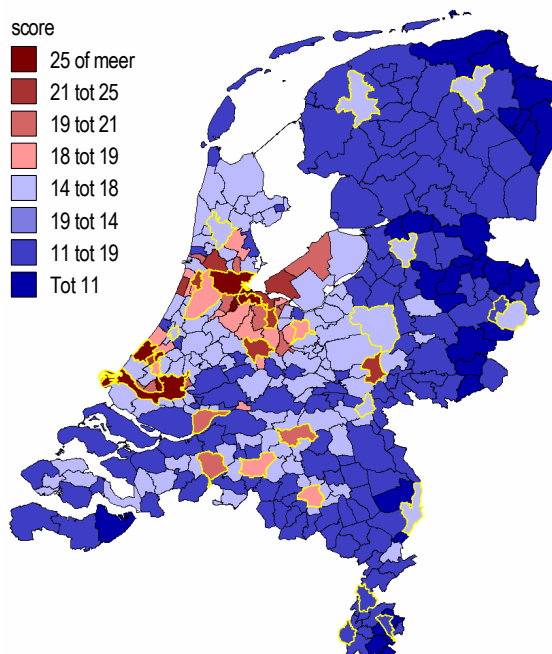 score
25 of meer
21 tot 25
19 tot 21
18 tot 19
14 tot 18
19 tot 14
11 tot 19
Tot 11